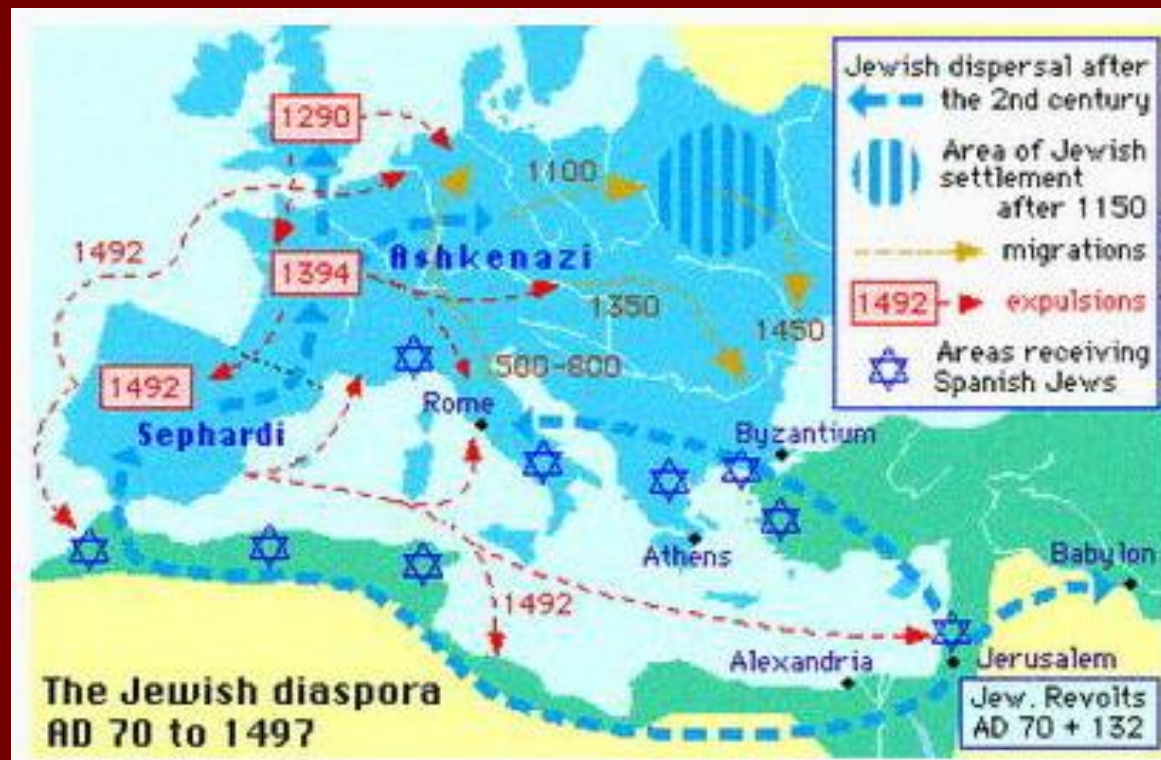 Jewish dispersal after
the 2nd century
Area of Jewish
settlement
after 1150
migrations
1492
expulsions
Areas receiving
Spanish Jews
1290
1100
1492
Ashkenazi
1394
1350
1450
500-800
1492
Rome
Sephardi
Byzantium
Athens
Babylon
1492
Alexandria
Jerusalem
The Jewish diaspora
AD 70 to 1497
Jew. Revolts
AD 70 + 132